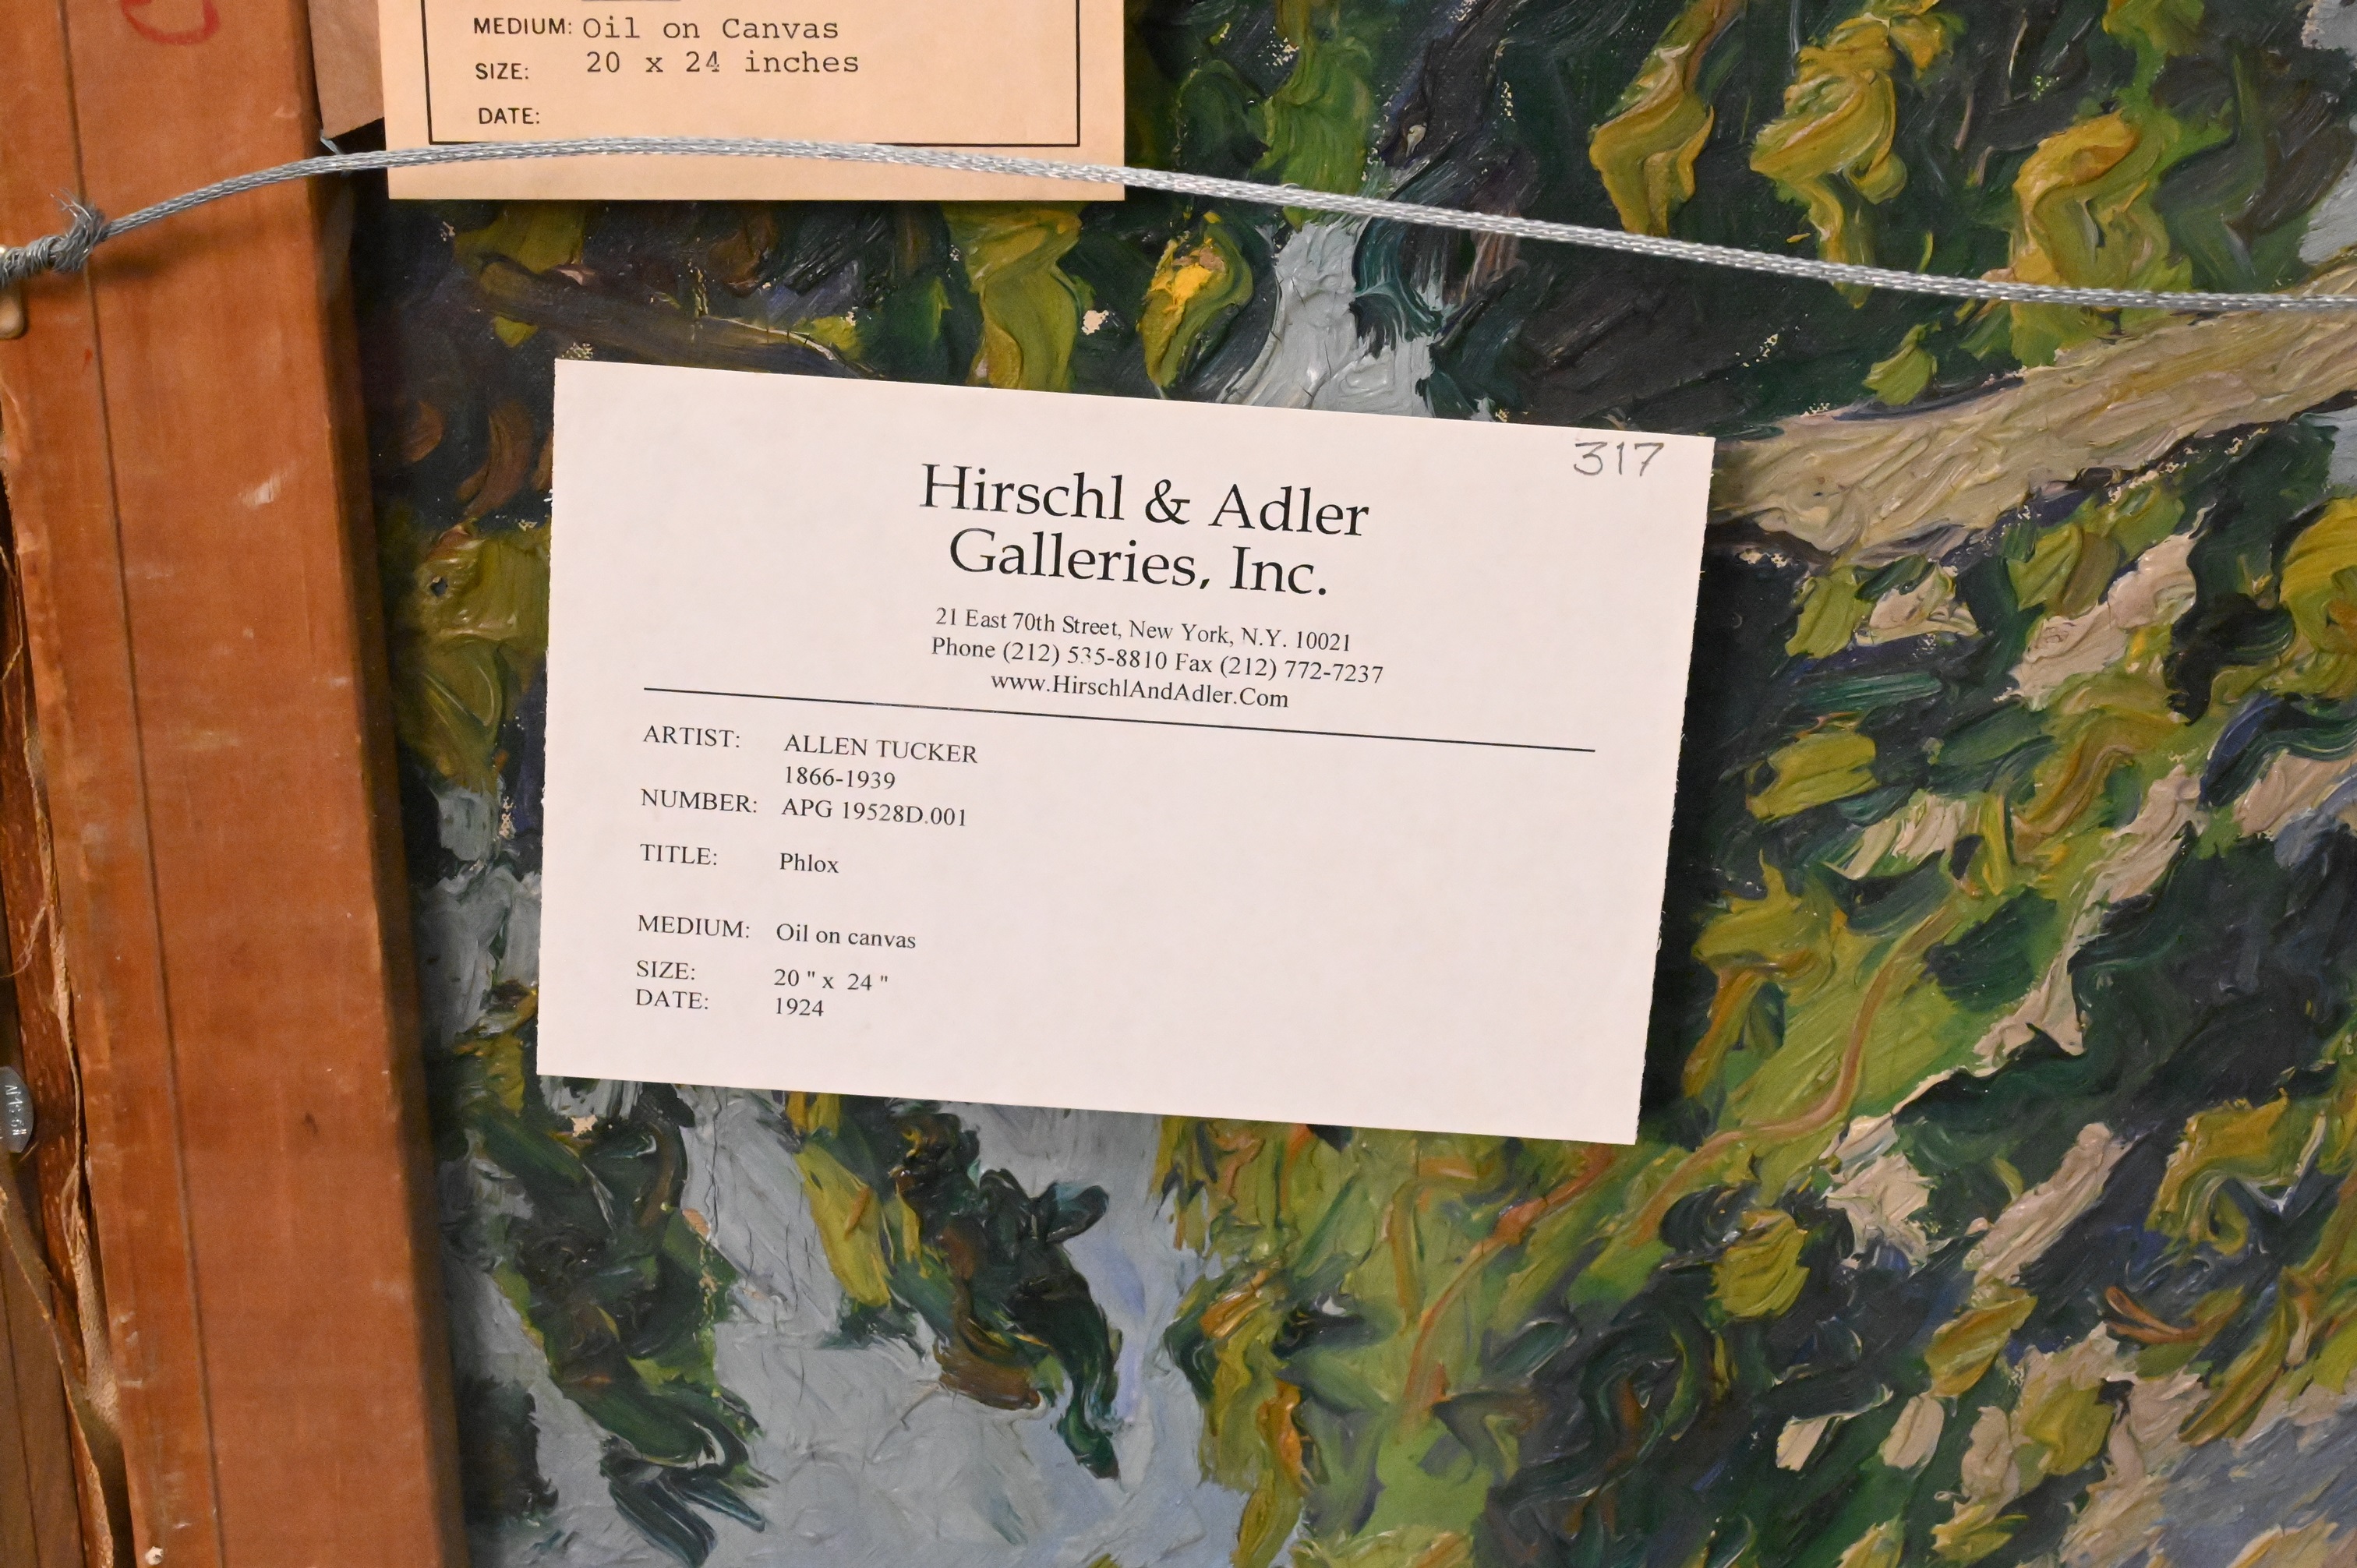 MEDIUM: Oil on Canvas
SIZE: 20 x 24 inches
DATE:
317
Hirschl & Adler
Galleries, Inc.
21 East 70th Street, New York, N.Y. 10021
Phone (212) 535-8810 Fax (212) 772-7237
www.HirschlAndAdler.Com
ARTIST: ALLEN TUCKER
1866-1939
NUMBER: APG 19528D.001
TITLE: Phlox
MEDIUM: Oil on canvas
SIZE: 20 " x 24 "
DATE: 1924